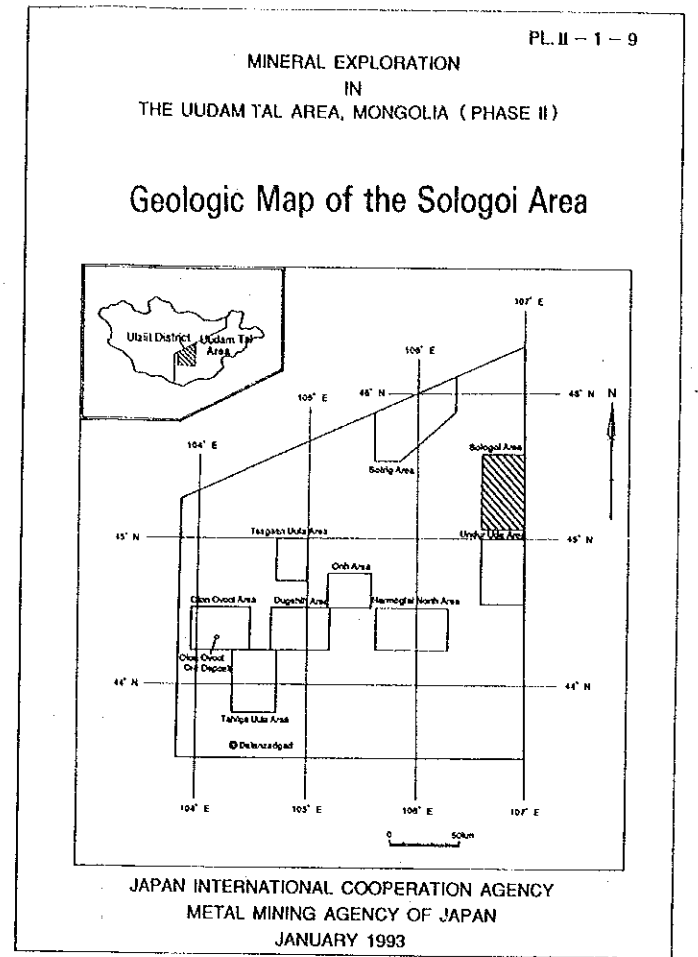 PL. II – 1 – 9
MINERAL EXPLORATION
IN
THE UUDAM TAL AREA, MONGOLIA ( PHASE II )
Geologic Map of the Sologoi Area
Ulziit District
Uudam Tal
Area
107° E
106° E
46° N
46° N
N
105° E
104° E
Sologoi Area
Sotrig Area
45° N
Tsagaan Uula Area
Undur Uula Area
45° N
Onh Area
Olon Ovoot Area
Dugshih Area
Harmogtai North Area
Olon Ovoot
Deposit
44° N
44° N
Uula Area
Dalanzadgad
104° E
105° E
106° E
107° E
0
50km
JAPAN INTERNATIONAL COOPERATION AGENCY
METAL MINING AGENCY OF JAPAN
JANUARY 1993